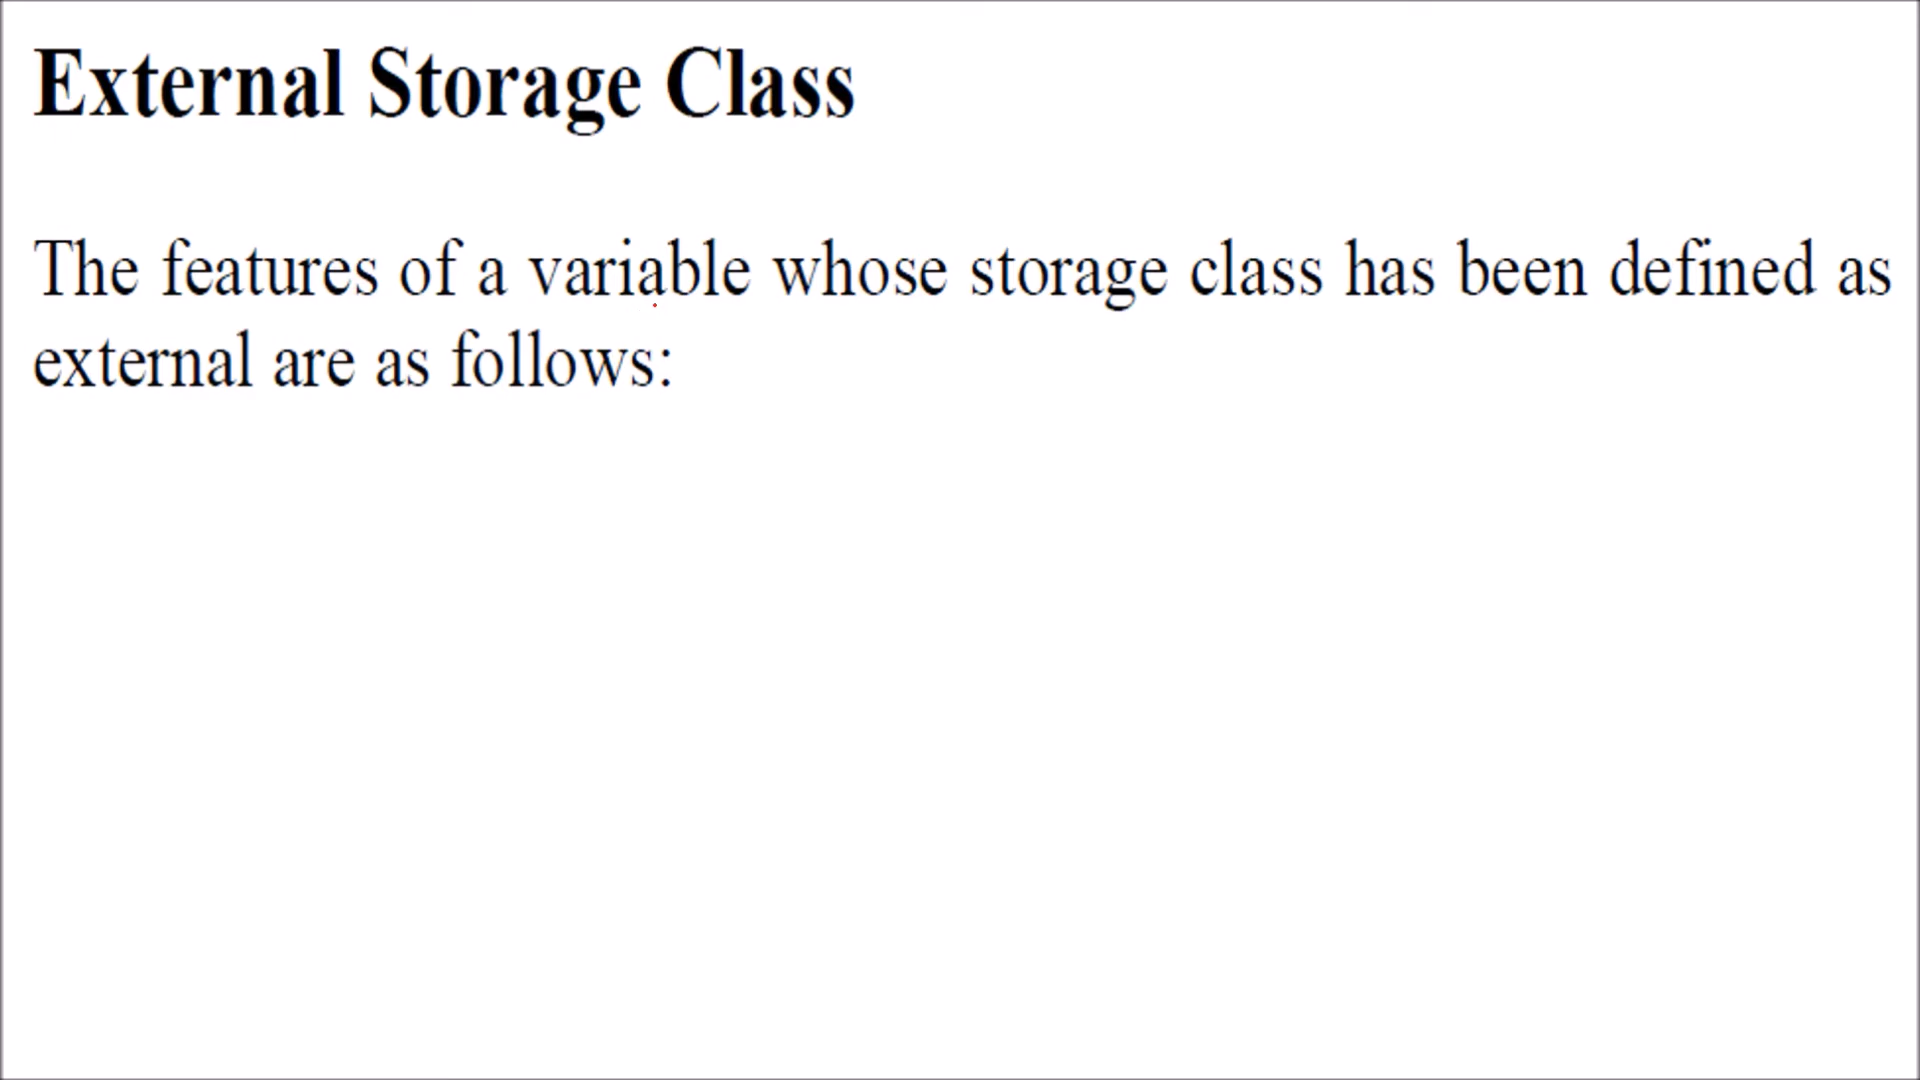 External Storage Class
The features of a variable whose storage class has been defined as
external are as follows: